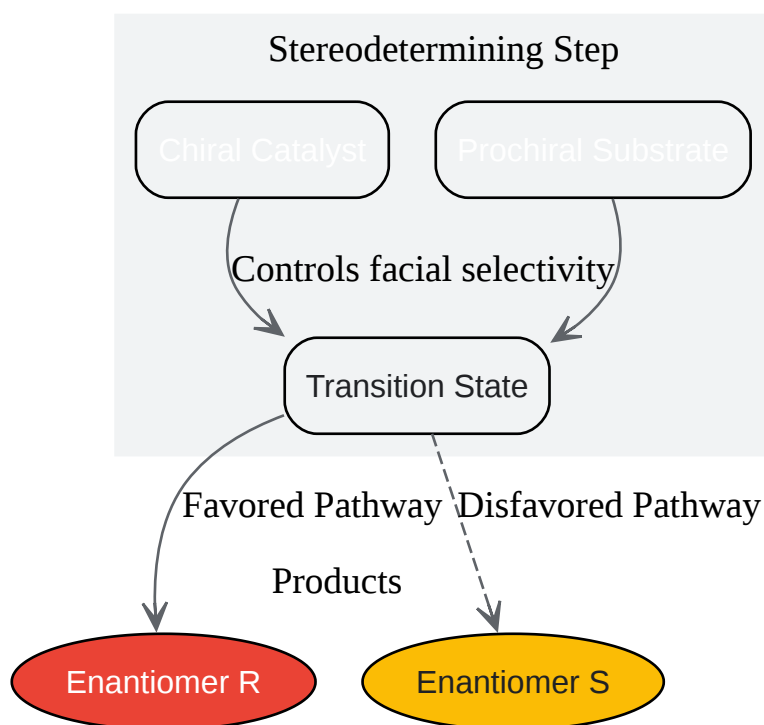 Stereodetermining Step
Chiral Catalyst
Prochiral Substrate
Controls facial selectivity
Transition State
Favored Pathway
Disfavored Pathway
Products
Enantiomer R
Enantiomer S